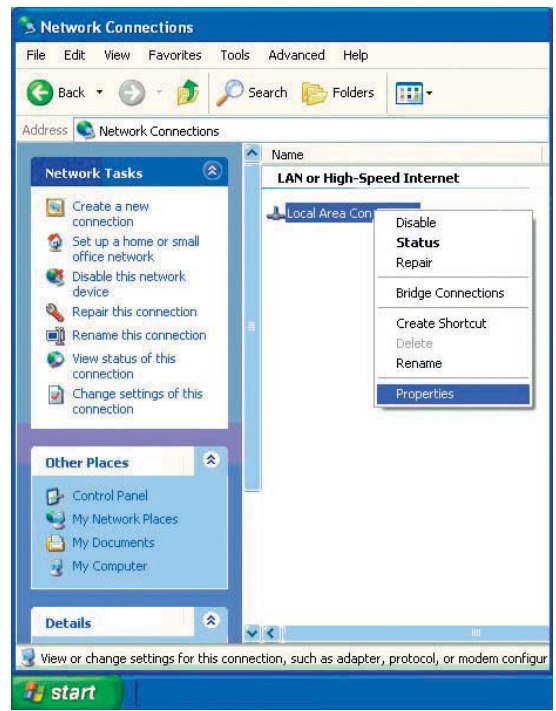 Network Connections
File Edit View Favorites Tools Advanced Help
Back Search Folders
Address Network Connections
Network Tasks
Create a new
connection
Set up a home or small
office network
Disable this network
device
Repair this connection
Rename this connection
View status of this
connection
Change settings of this
connection
Other Places
Control Panel
My Network Places
My Documents
My Computer
Details
Name
LAN or High-Speed Internet
Local Area Con
Disable
Status
Repair
Bridge Connections
Create Shortcut
Delete
Rename
Properties
View or change settings for this connection, such as adapter, protocol, or modem configur
start